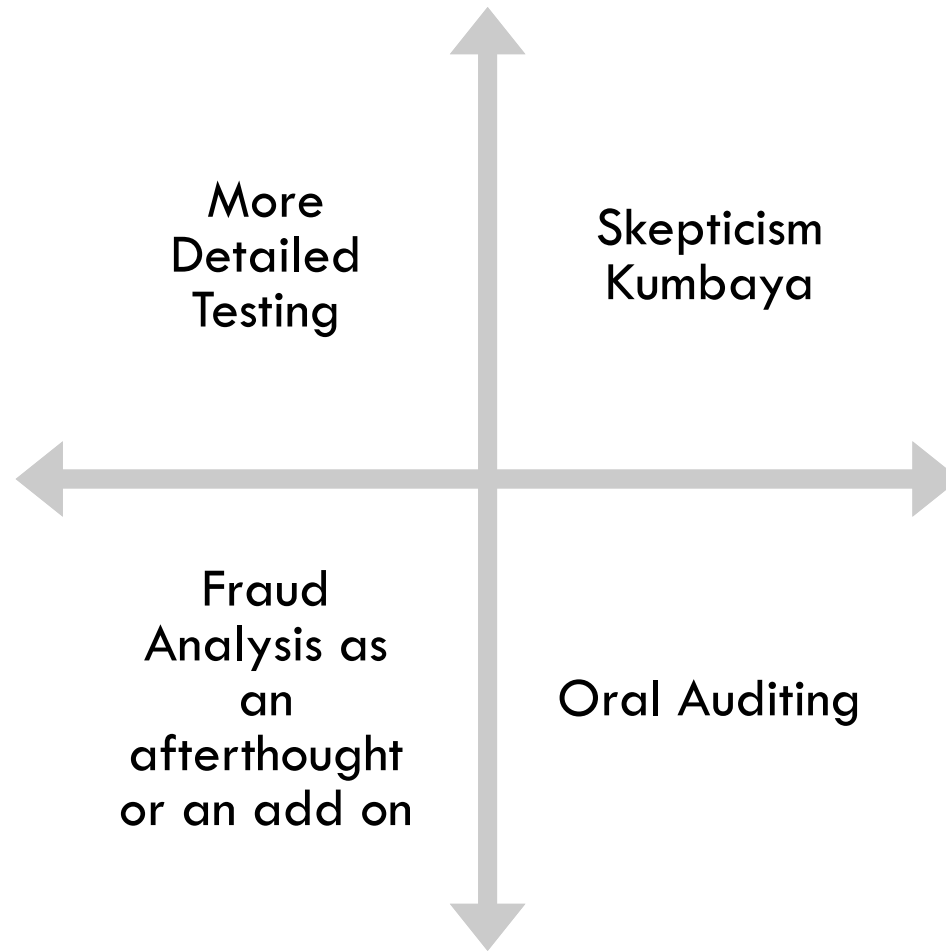 More
Detailed
Testing
Skepticism
Kumbaya
Fraud
Analysis as
an
afterthought
or an add on
Oral Auditing